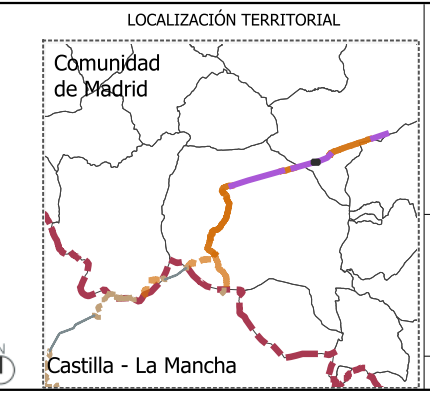 LOCALIZACIÓN TERRITORIAL
Comunidad
de Madrid
N
Castilla - La Mancha